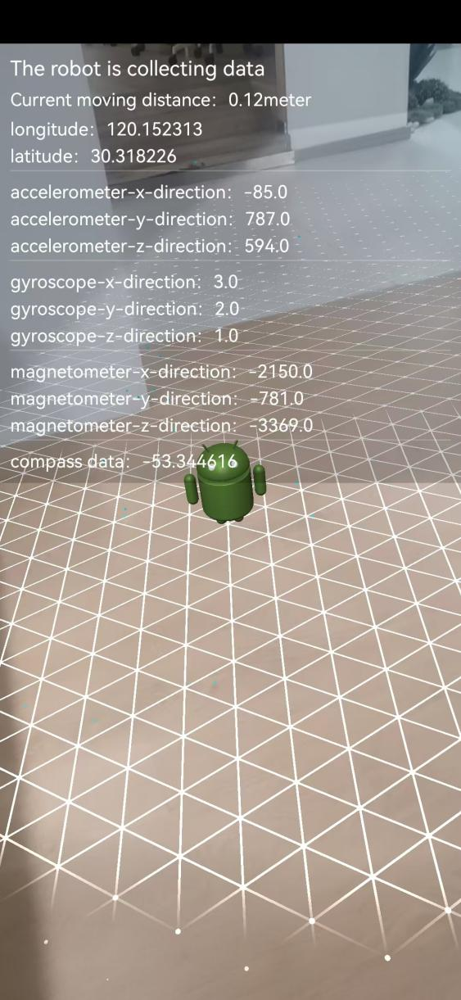 The robot is collecting data
Current moving distance： 0.12meter
longitude： 120.152313
latitude： 30.318226
accelerometer-x-direction： -85.0
accelerometer-y-direction： 787.0
accelerometer-z-direction： 594.0
gyroscope-x-direction： 3.0
gyroscope-y-direction： 2.0
gyroscope-z-direction： 1.0
magnetometer-x-direction： -2150.0
magnetometer-y-direction： -781.0
magnetometer-z-direction： -3369.0
compass data： -53.344616